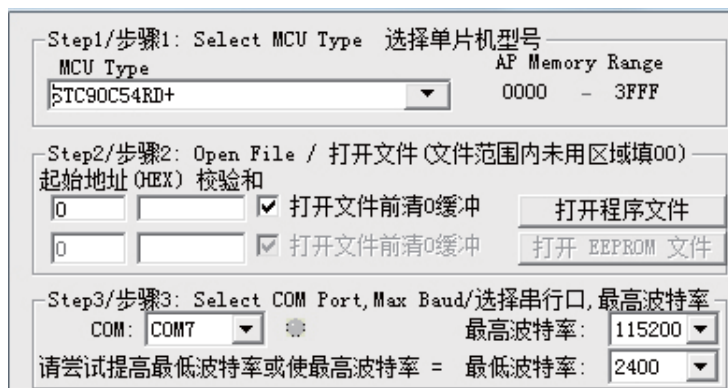 Step1/步骤1: Select MCU Type 选择单片机型号
MCU Type AP Memory Range
STC90C54RD+ 0000 - 3FFF
Step2/步骤2: Open File / 打开文件(文件范围内未用区域填00)
起始地址(HEX) 校验和
0 打开文件前清0缓冲 打开程序文件
0 打开文件前清0缓冲 打开 EEPROM 文件
Step3/步骤3: Select COM Port,Max Baud/选择串行口,最高波特率
COM: COM7 最高波特率: 115200
请尝试提高最低波特率或使最高波特率 = 最低波特率: 2400